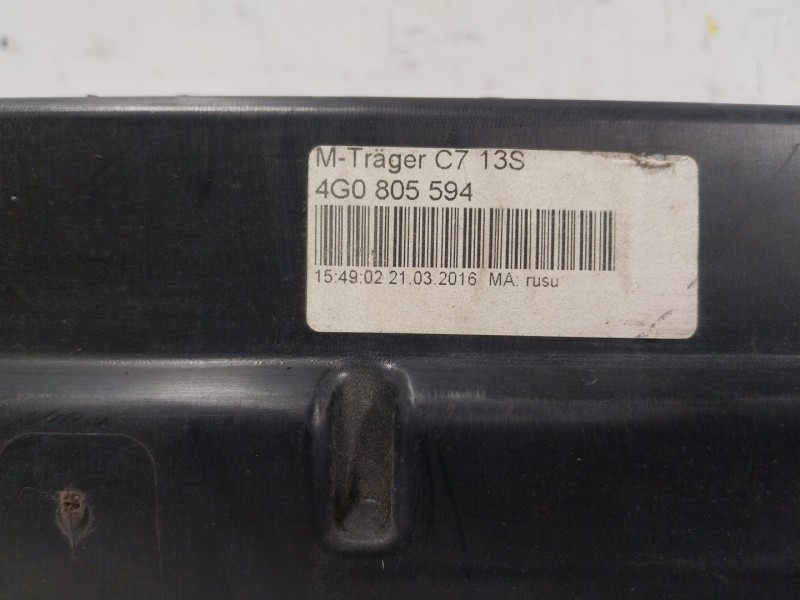 M-Träger C7 13S
4G0 805 594
15:49:02 21.03.2016 MA: rusu